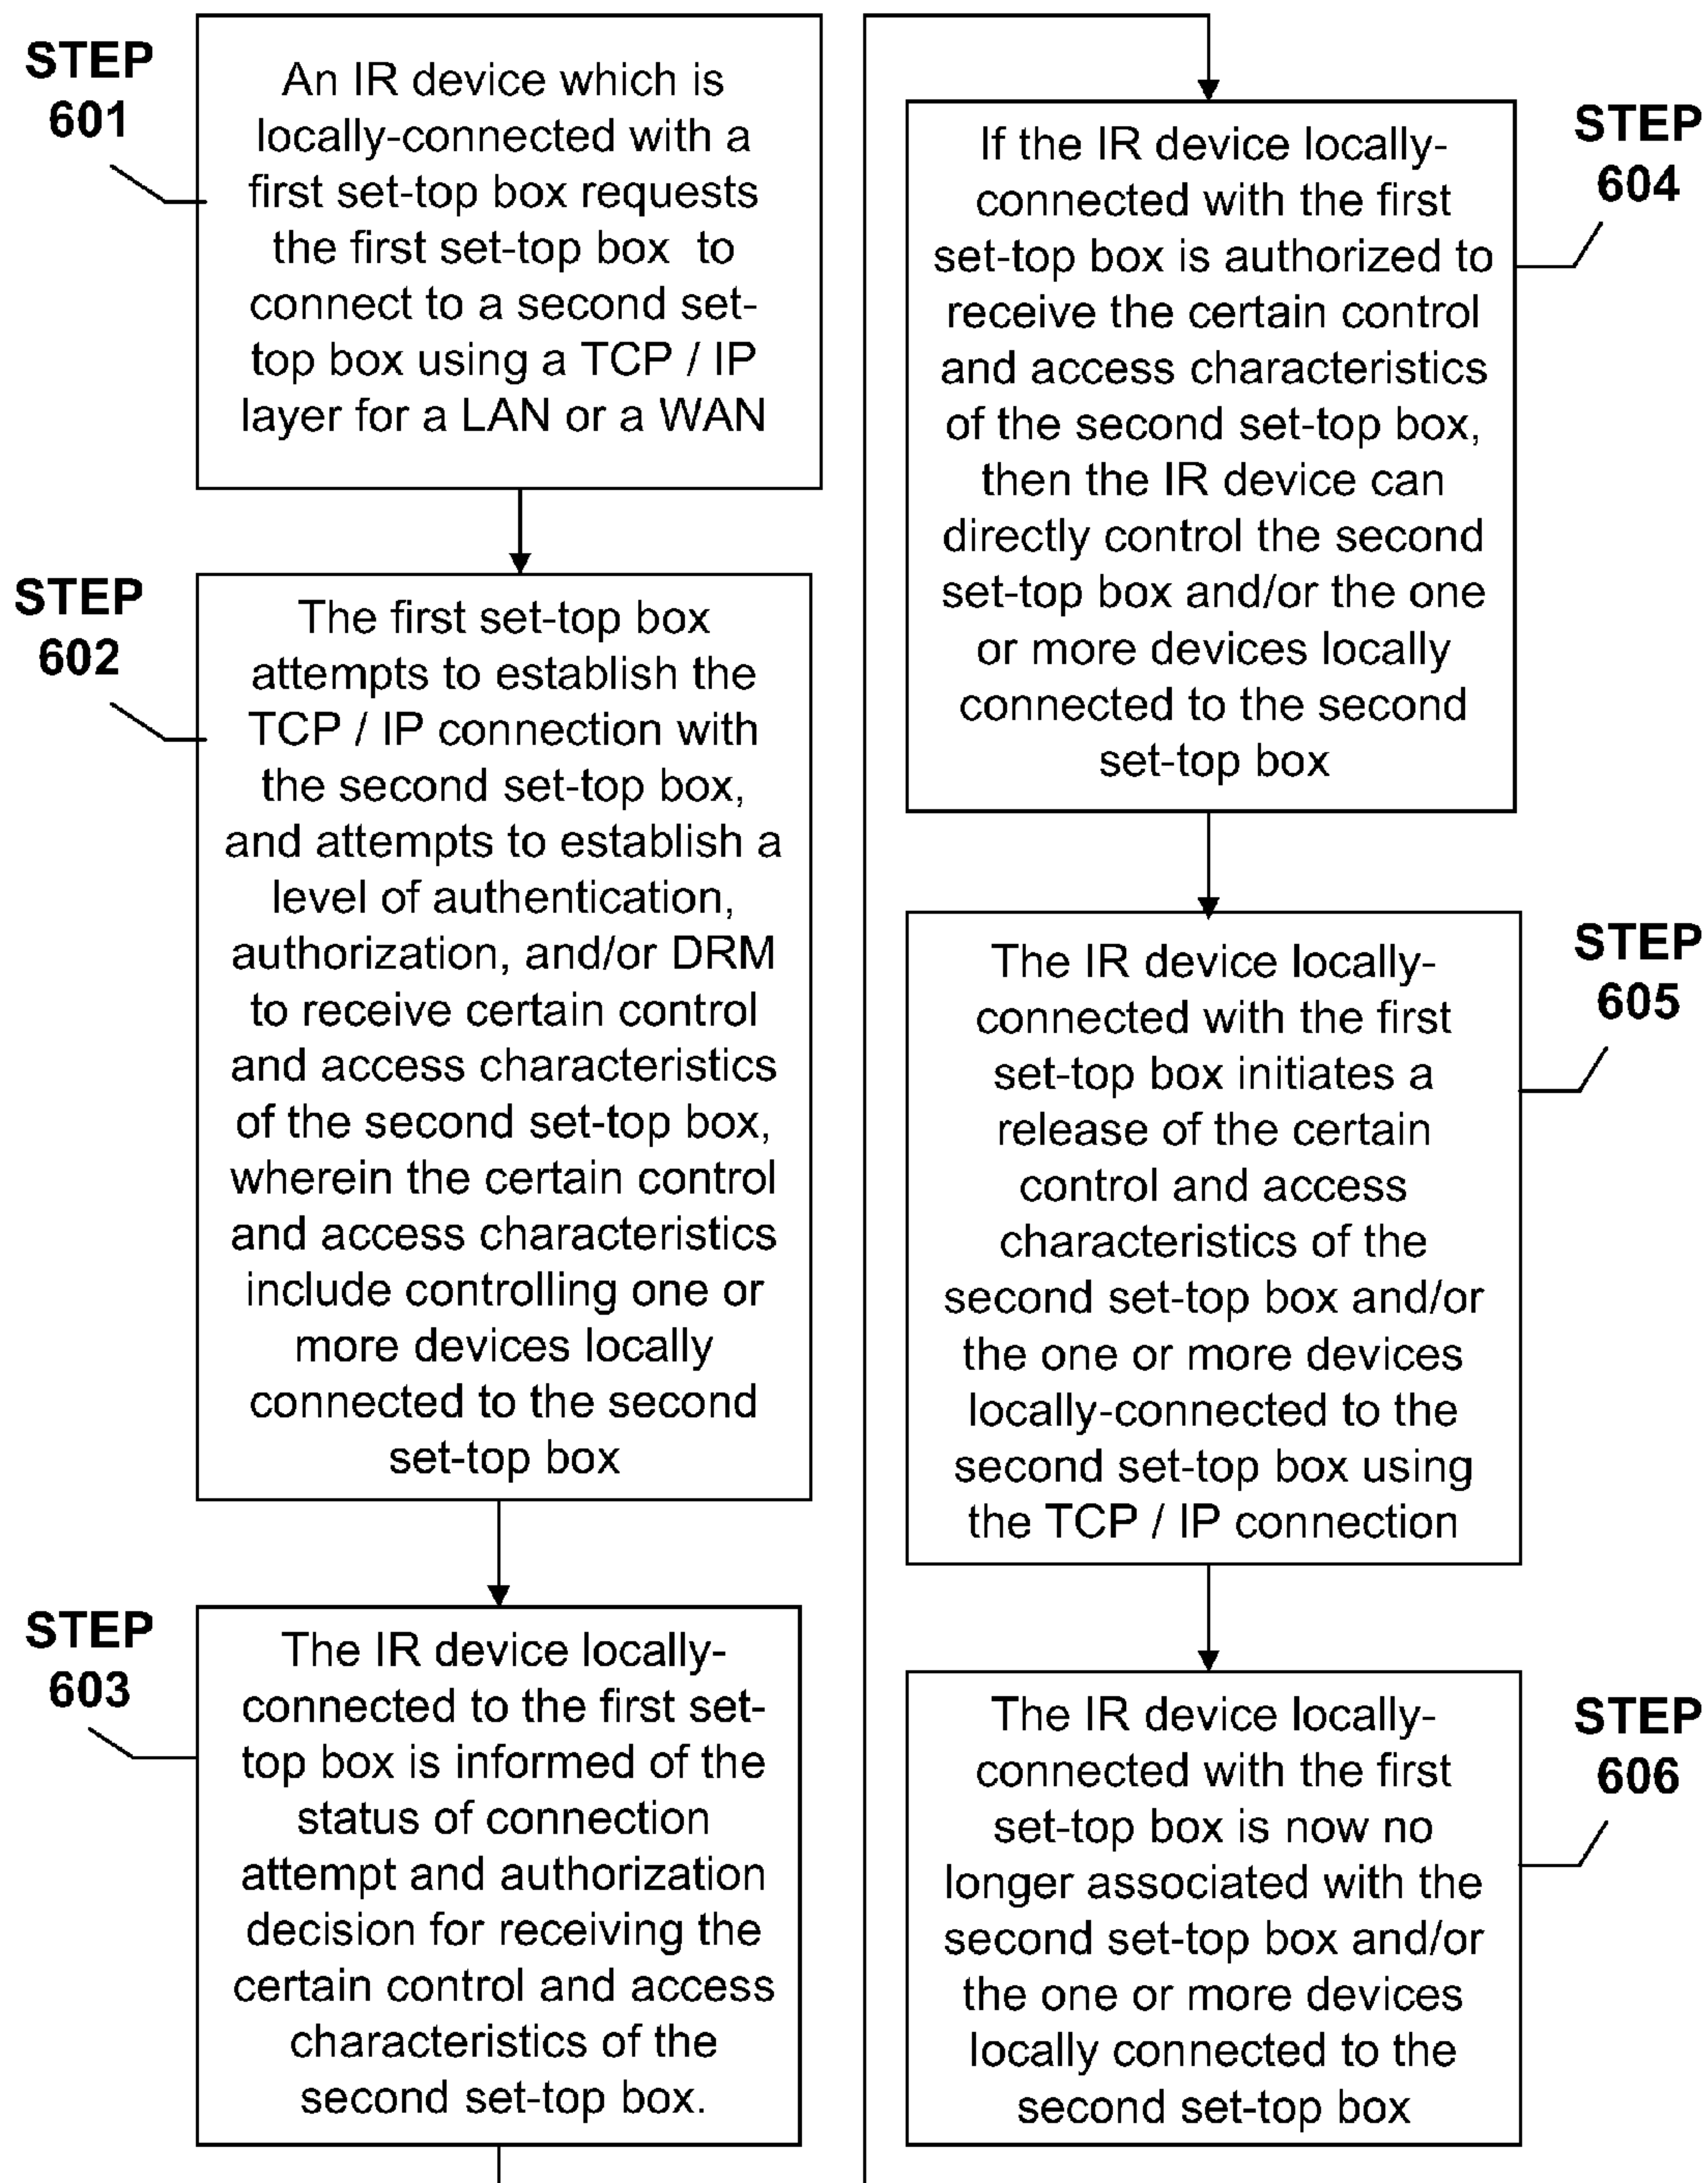 STEP
601
An IR device which is
locally-connected with a
first set-top box requests
the first set-top box to
connect to a second set-
top box using a TCP / IP
layer for a LAN or a WAN
STEP
602
The first set-top box
attempts to establish the
TCP / IP connection with
the second set-top box,
and attempts to establish a
level of authentication,
authorization, and/or DRM
to receive certain control
and access characteristics
of the second set-top box,
wherein the certain control
and access characteristics
include controlling one or
more devices locally
connected to the second
set-top box
STEP
603
The IR device locally-
connected to the first set-
top box is informed of the
status of connection
attempt and authorization
decision for receiving the
certain control and access
characteristics of the
second set-top box.
STEP
604
If the IR device locally-
connected with the first
set-top box is authorized to
receive the certain control
and access characteristics
of the second set-top box,
then the IR device can
directly control the second
set-top box and/or the one
or more devices locally
connected to the second
set-top box
STEP
605
The IR device locally-
connected with the first
set-top box initiates a
release of the certain
control and access
characteristics of the
second set-top box and/or
the one or more devices
locally-connected to the
second set-top box using
the TCP / IP connection
STEP
606
The IR device locally-
connected with the first
set-top box is now no
longer associated with the
second set-top box and/or
the one or more devices
locally connected to the
second set-top box